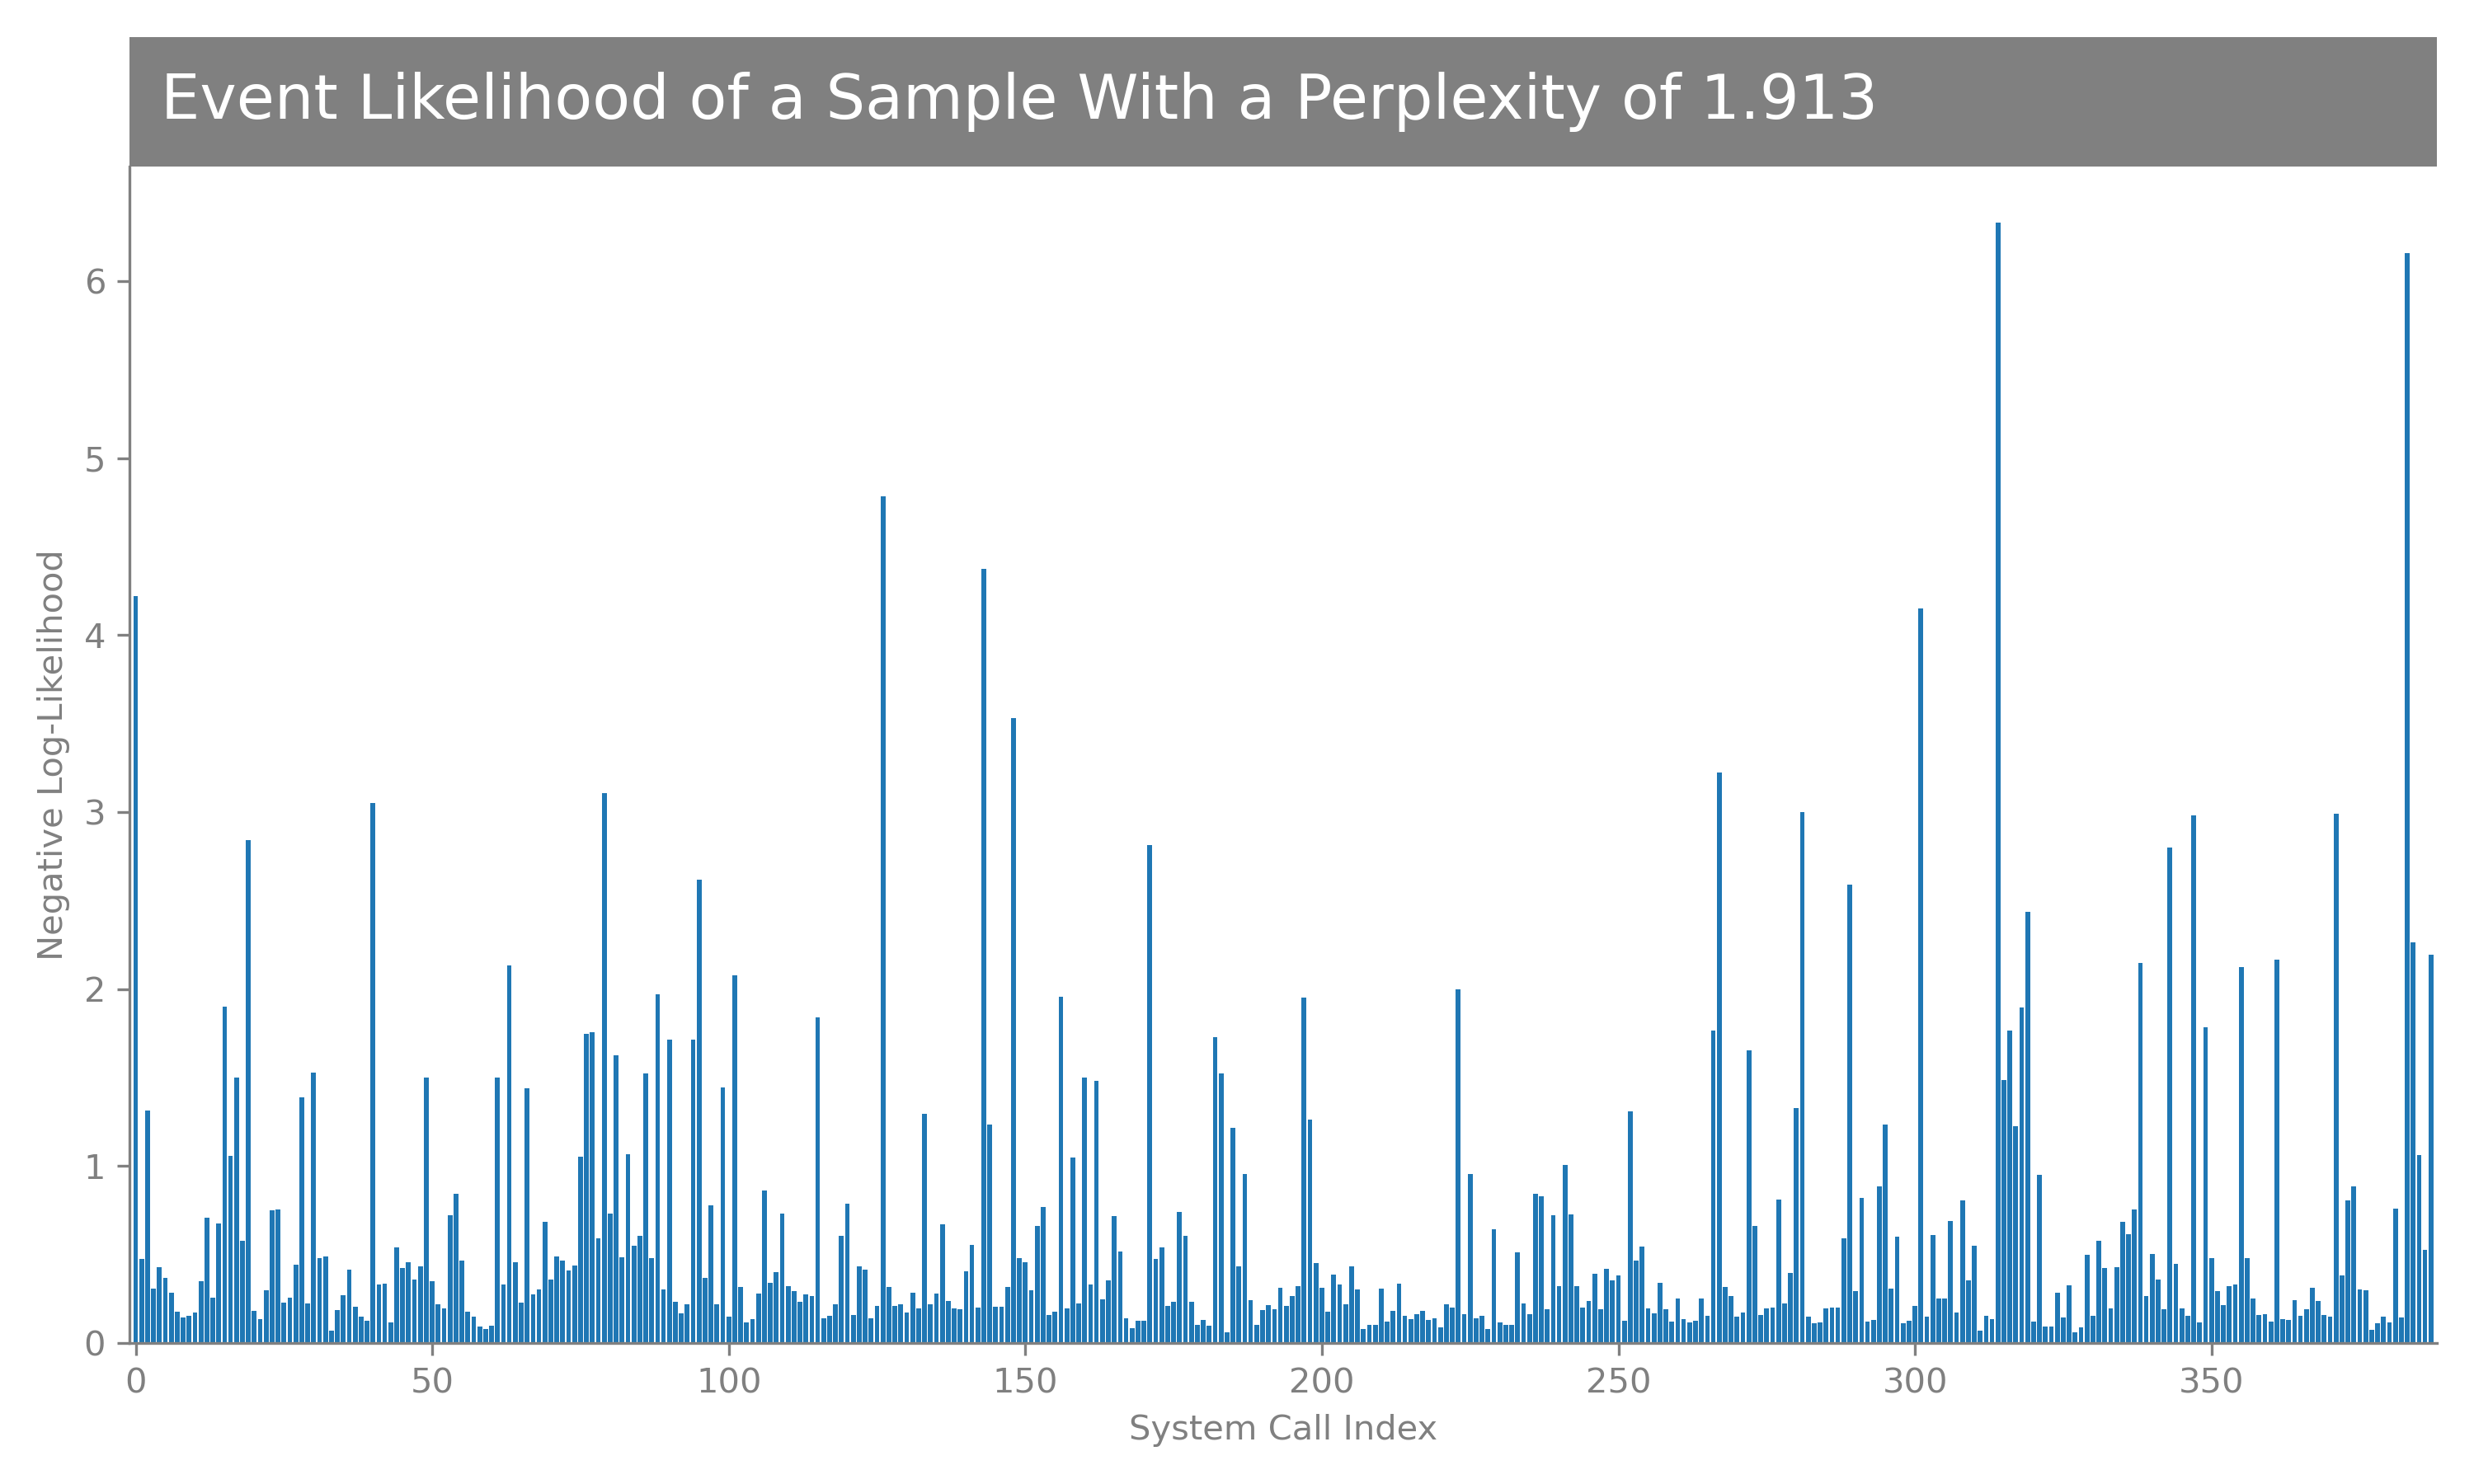 Event Likelihood of a Sample With a Perplexity of 1.913
Negative Log-Likelihood
6
5
4
3
2
1
0
0 50 100 150 200 250 300 350
System Call Index